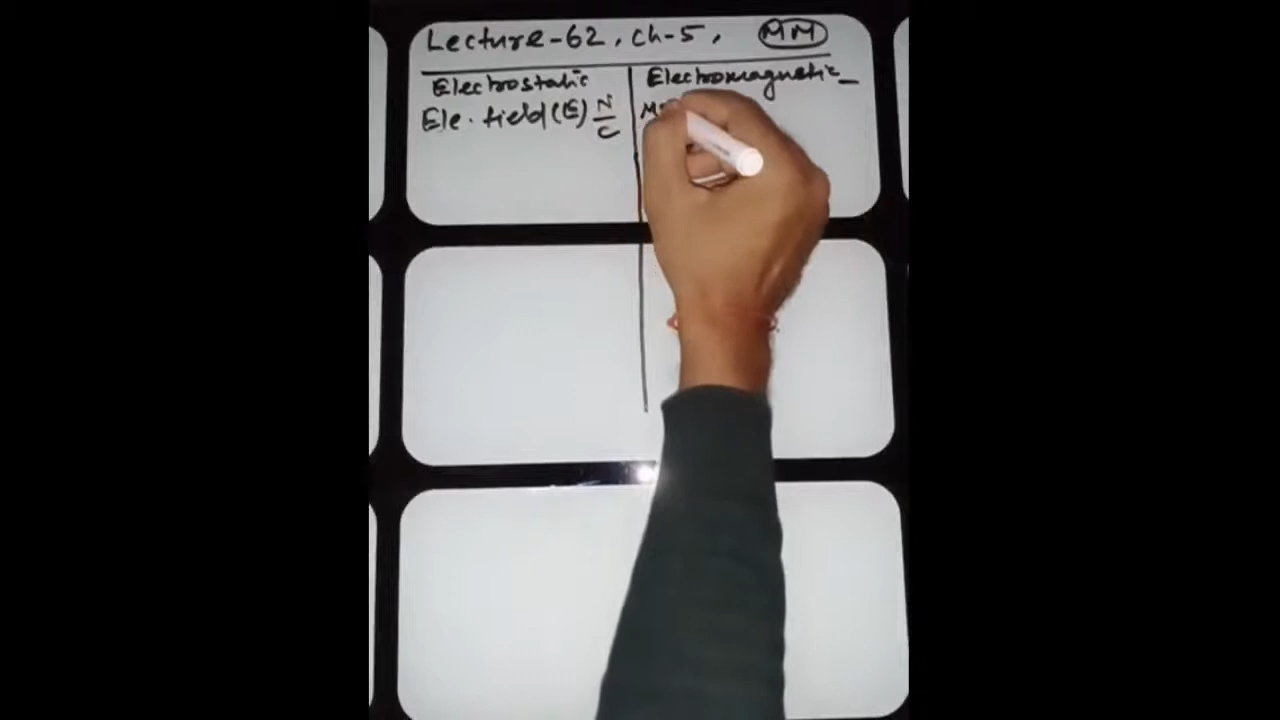 Lecture-62, Ch-5, MM
Electrostatic
Electromagnetic
Ele. field (E) N/C